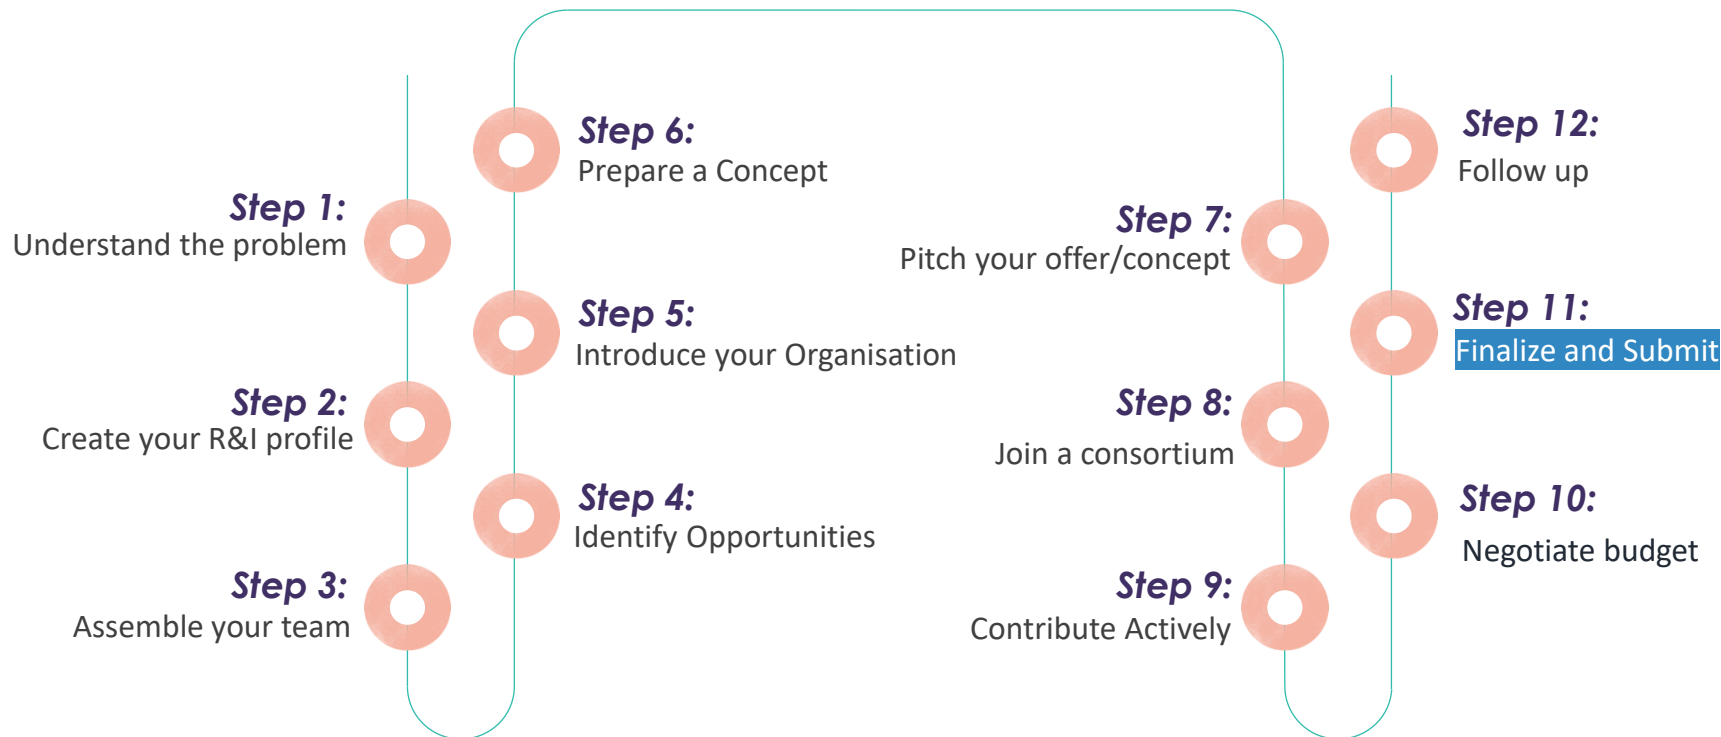 Step 1:
Understand the problem
Step 2:
Create your R&I profile
Step 3:
Assemble your team
Step 4:
Identify Opportunities
Step 5:
Introduce your Organisation
Step 6:
Prepare a Concept
Step 7:
Pitch your offer/concept
Step 8:
Join a consortium
Step 9:
Contribute Actively
Step 10:
Negotiate budget
Step 11:
Finalize and Submit
Step 12:
Follow up